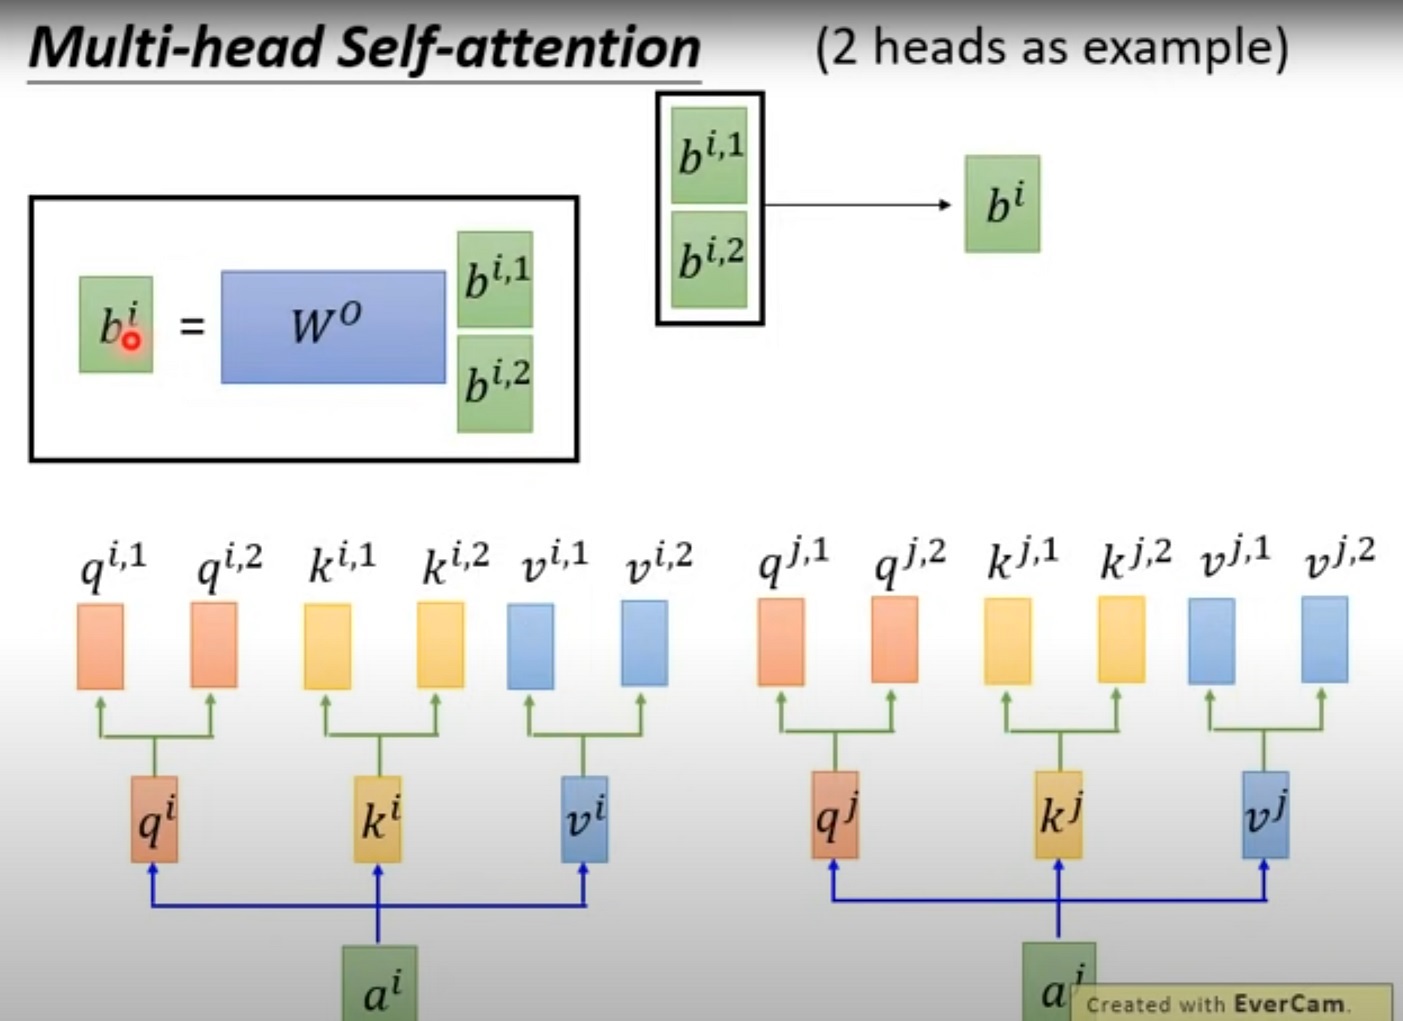 Multi-head Self-attention (2 heads as example)
b^{i,1}
b^{i,2}
b^i
b^i = W^O
b^{i,1}
b^{i,2}
q^{i,1} q^{i,2} k^{i,1} k^{i,2} v^{i,1} v^{i,2} q^{j,1} q^{j,2} k^{j,1} k^{j,2} v^{j,1} v^{j,2}
q^i k^i v^i q^j k^j v^j
a^i a^j
Created with EverCam.